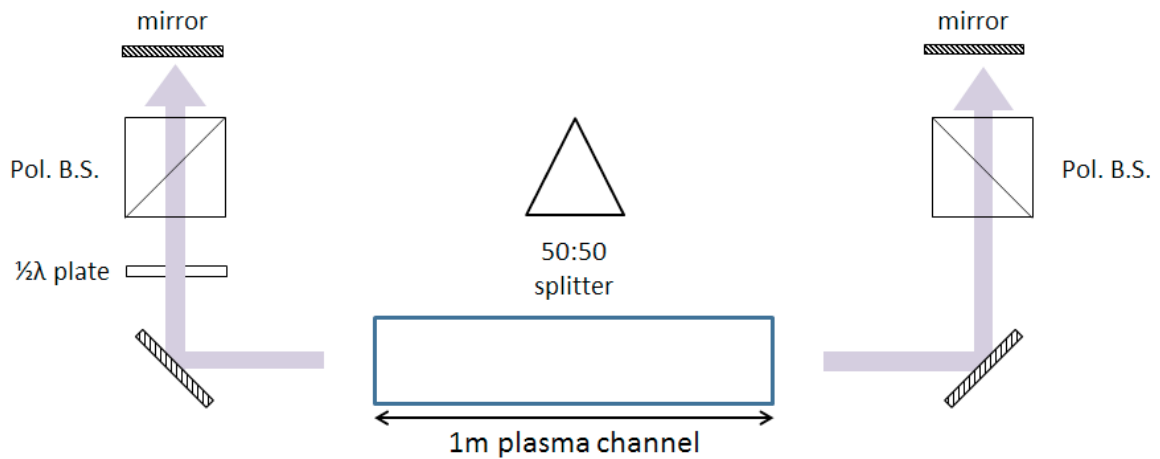 mirror
mirror
Pol. B.S.
Pol. B.S.
50:50
splitter
½λ plate
1m plasma channel